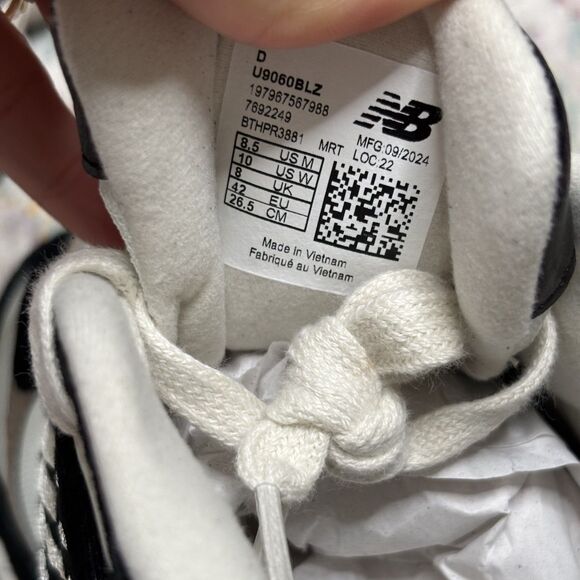 D
U9060BLZ
197967567988
7692249
BTHPR3881 MRT MFG:09/2024
LOC:22
NB
8.5 US M
10 US W
8 UK
42 EU
26.5 CM
Made in Vietnam
Fabriqué au Vietnam